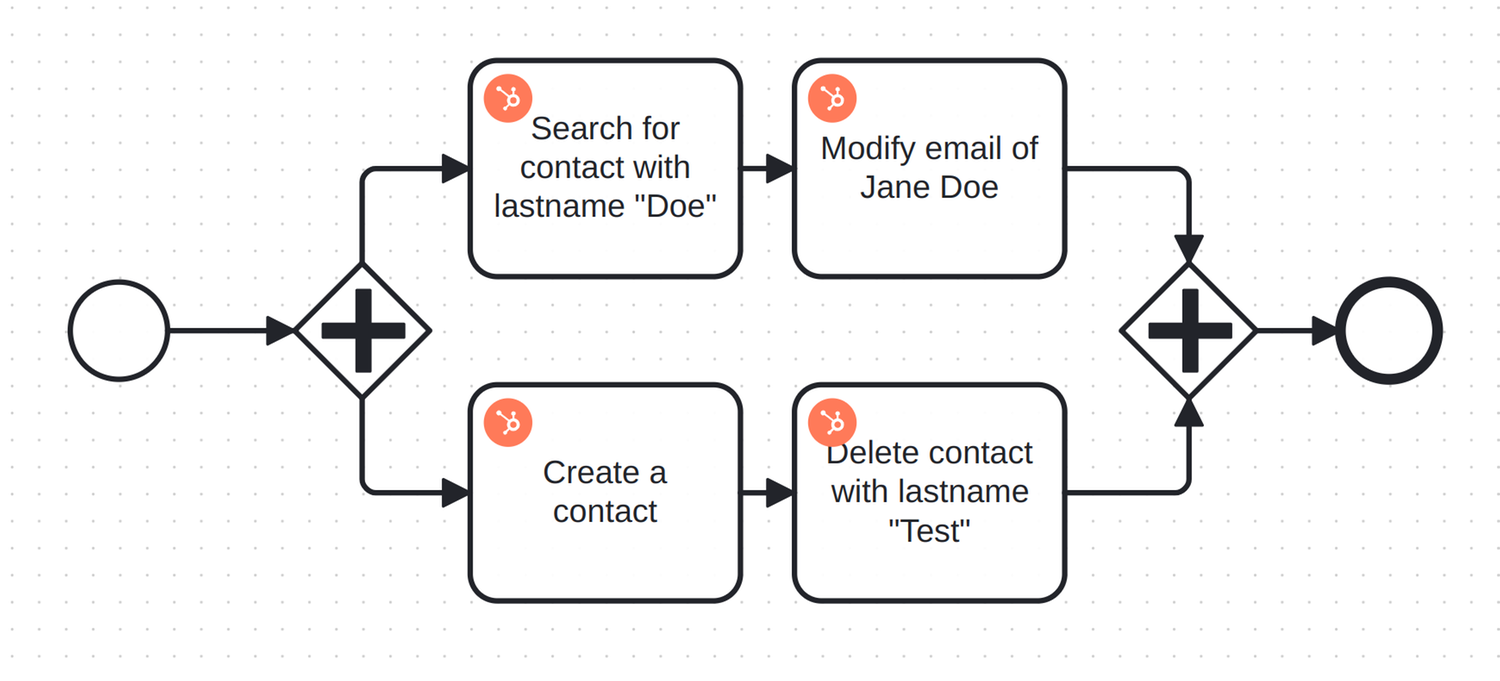 Search for
contact with
lastname "Doe"
Modify email of
Jane Doe
Create a
contact
Delete contact
with lastname
"Test"